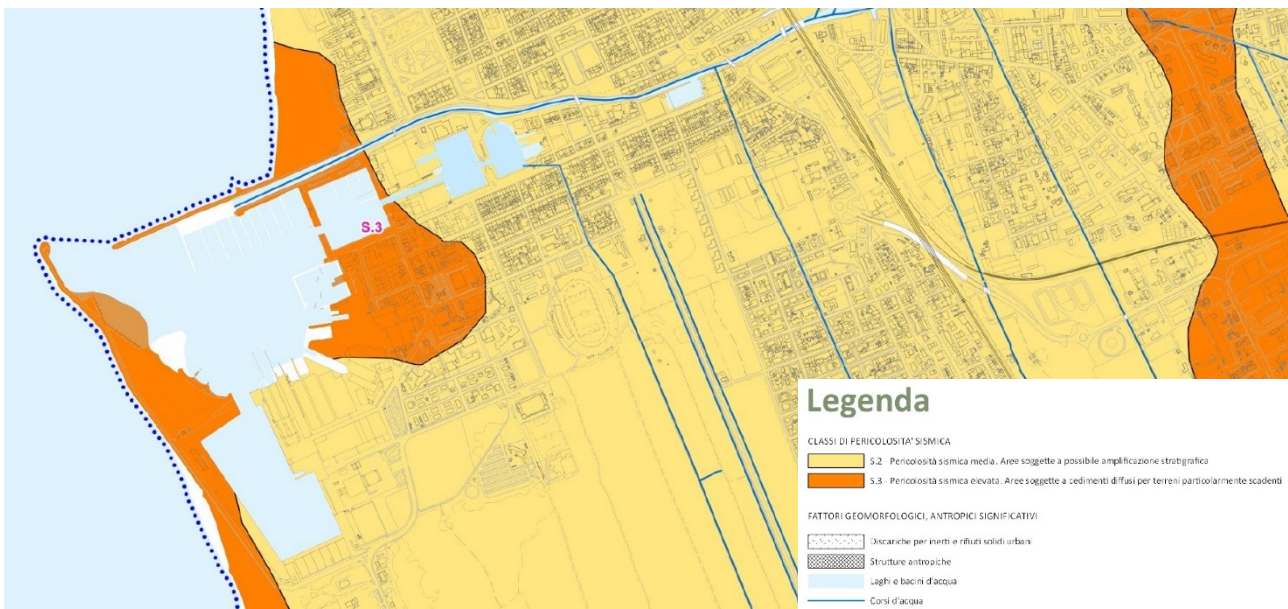 S.3
Legenda
CLASSI DI PERICOLOSITA' SISMICA
S.2 - Pericolosità sismica media. Aree soggette a possibile amplificazione stratigrafica
S.3 - Pericolosità sismica elevata. Aree soggette a cedimenti diffusi per terreni particolarmente scadenti
FATTORI GEOMORFOLOGICI, ANTROPICI SIGNIFICATIVI
Discariche per inerti e rifiuti solidi urbani
Strutture antropiche
Laghi e bacini d'acqua
Corsi d'acqua